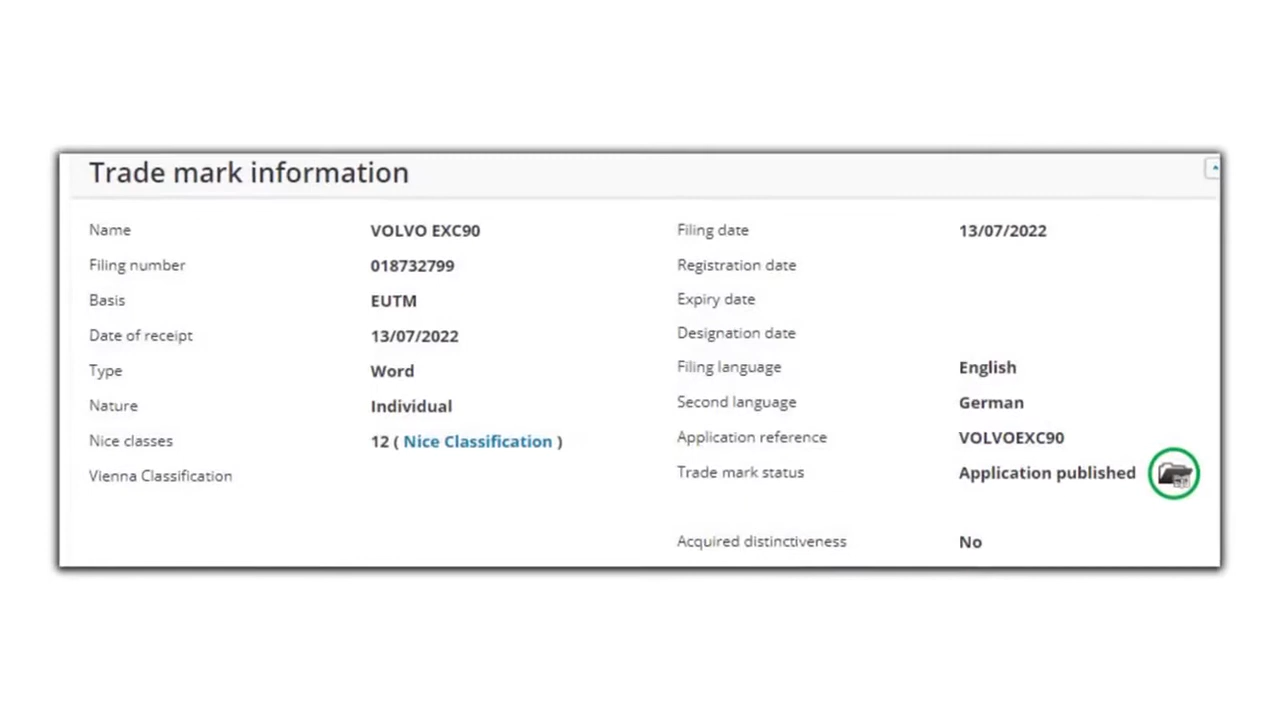 Trade mark information
Name VOLVO EXC90 Filing date 13/07/2022
Filing number 018732799 Registration date
Basis EUTM Expiry date
Date of receipt 13/07/2022 Designation date
Type Word Filing language English
Nature Individual Second language German
Nice classes 12 ( Nice Classification ) Application reference VOLVOEXC90
Vienna Classification Trade mark status Application published
Acquired distinctiveness No